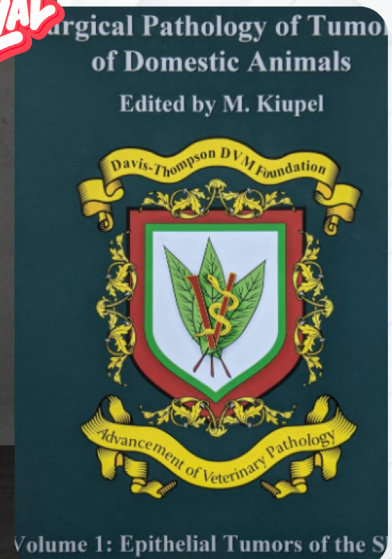 urgical Pathology of Tumo
of Domestic Animals
Edited by M. Kiupel
Davis-Thompson DVM Foundation
V
Advancement of Veterinary Pathology
Volume 1: Epithelial Tumors of the S